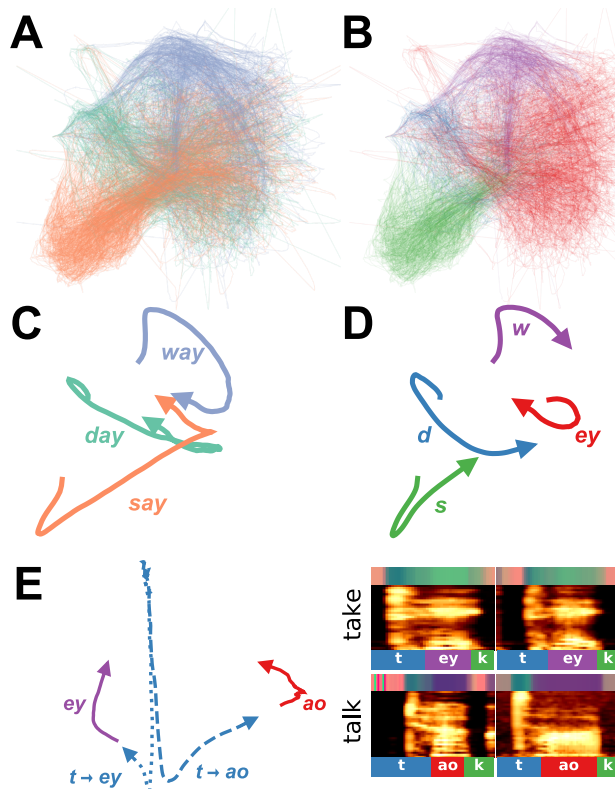 A
B
C
way
day
say
D
w
d
ey
s
E
ey
t → ey
t → ao
ao
take
t ey k
t ey k
talk
t ao k
t ao k